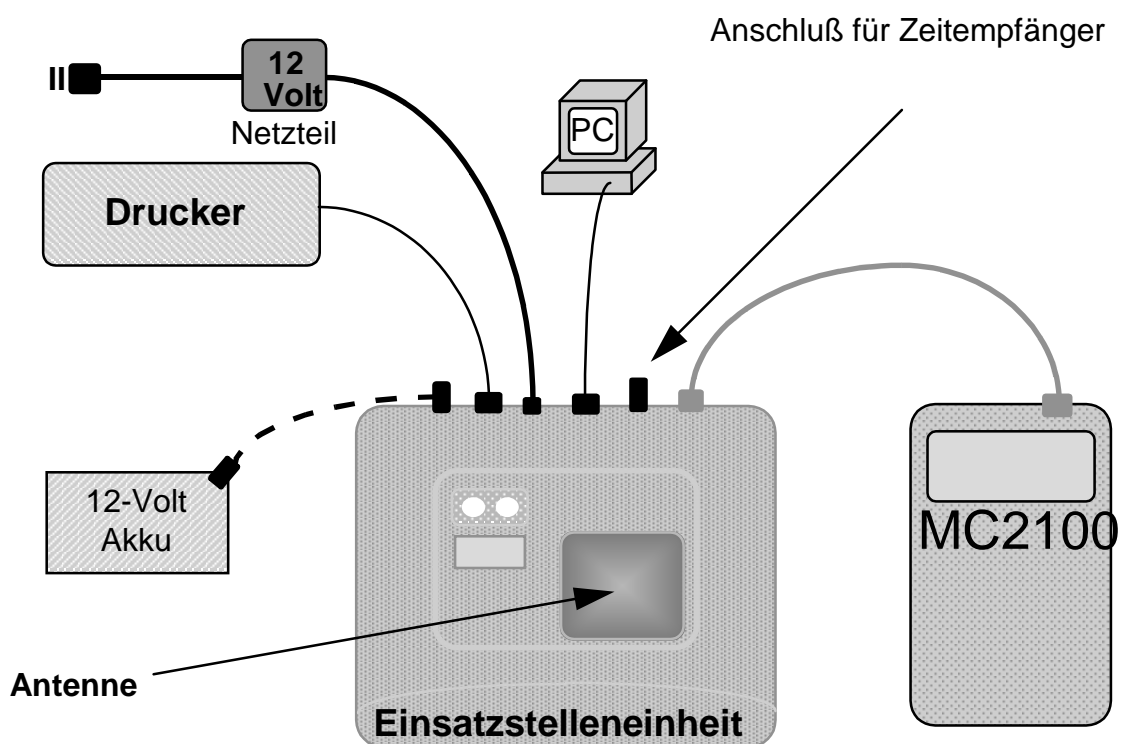 Anschluß für Zeitempfänger
12
Volt
Netzteil
PC
Drucker
12-Volt
Akku
MC2100
Antenne
Einsatzstelleneinheit